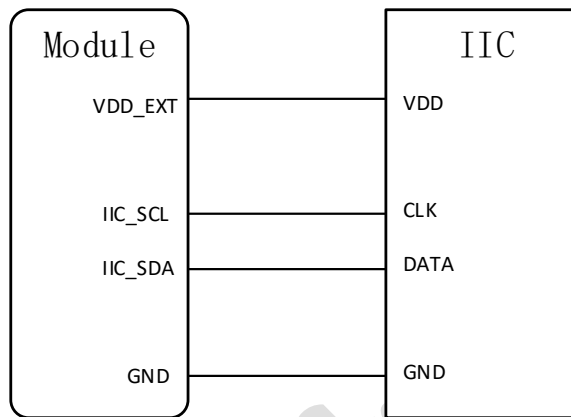 Module
IIC
VDD_EXT
VDD
IIC_SCL
CLK
IIC_SDA
DATA
GND
GND